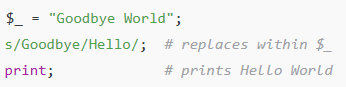 $_ = "Goodbye World";
s/Goodbye/Hello/;  # replaces within $_
print;             # prints Hello World